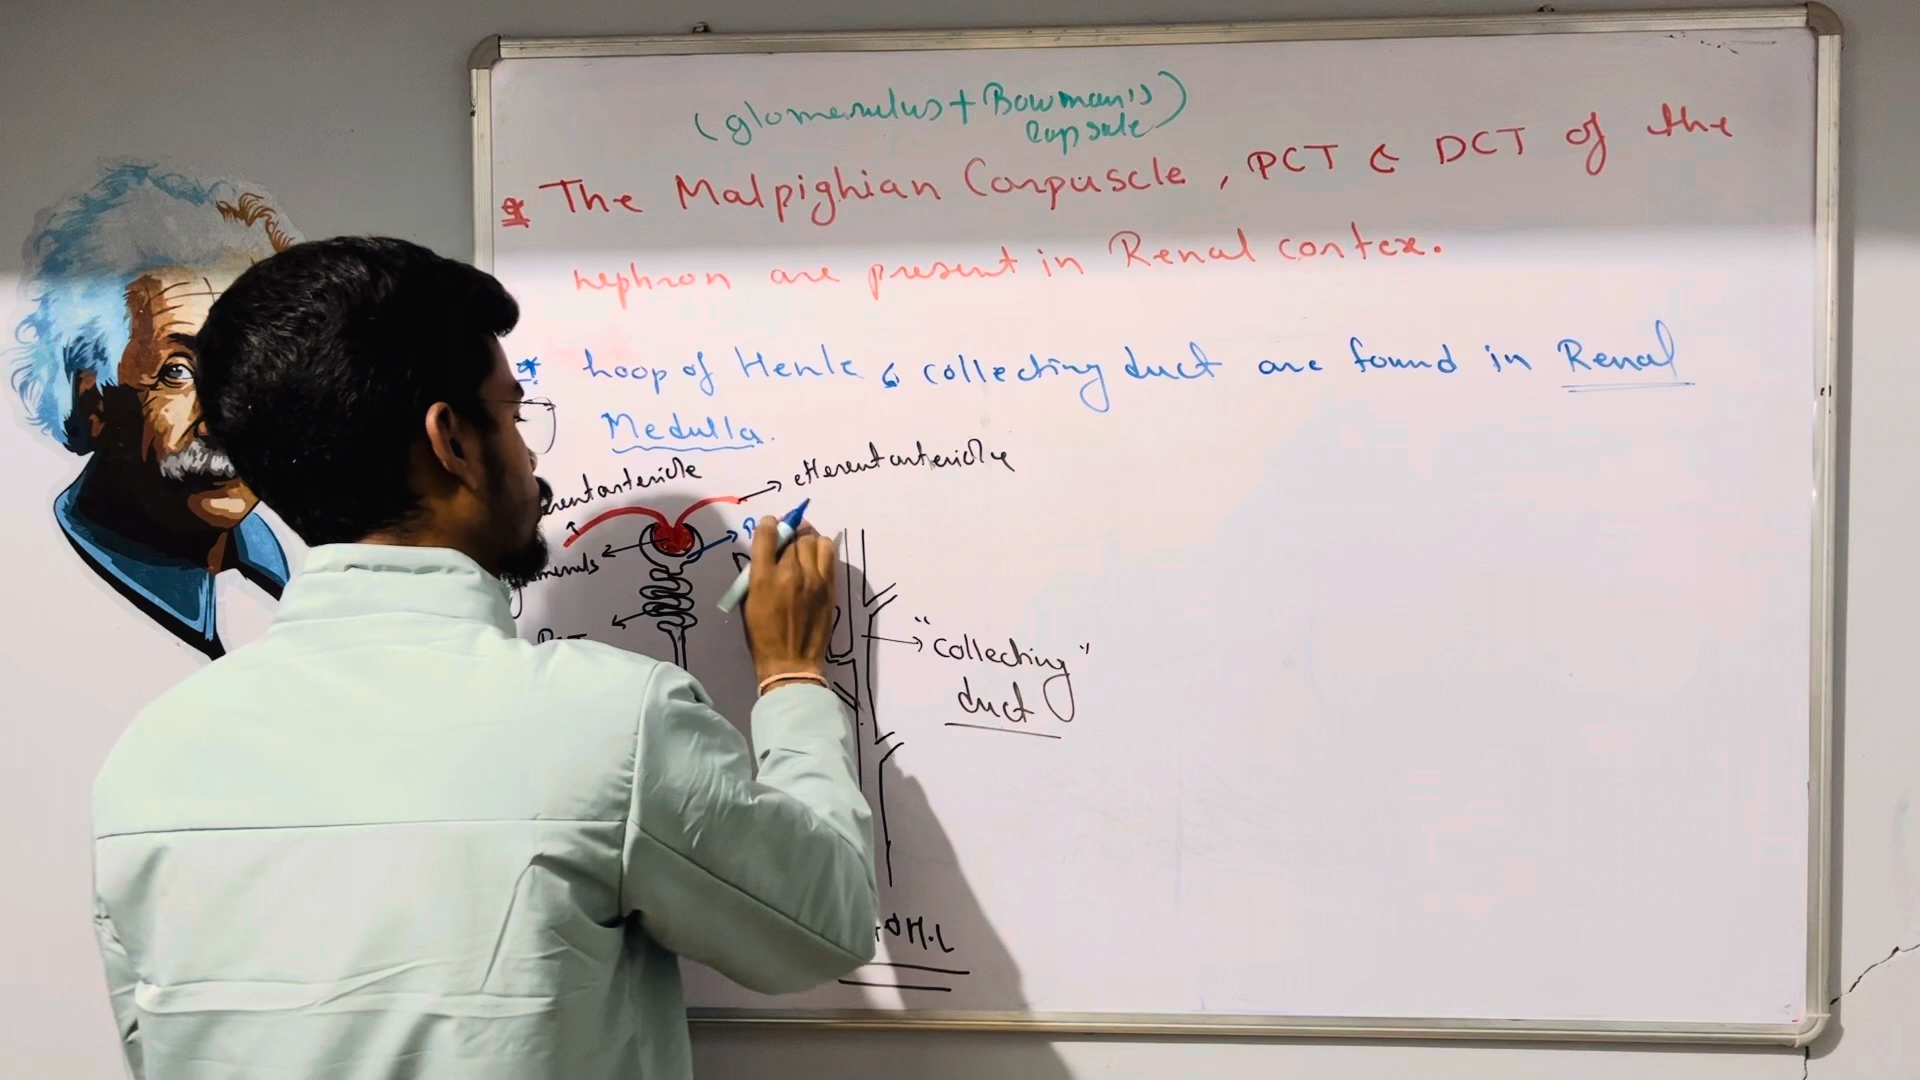 (glomerulus + Bowman's
capsule)
* The Malpighian Corpuscle, PCT & DCT of the
nephron are present in Renal cortex.
* Loop of Henle & collecting duct are found in Renal
Medulla.
efferent arteriole
arteriole
"collecting"
duct
H.L